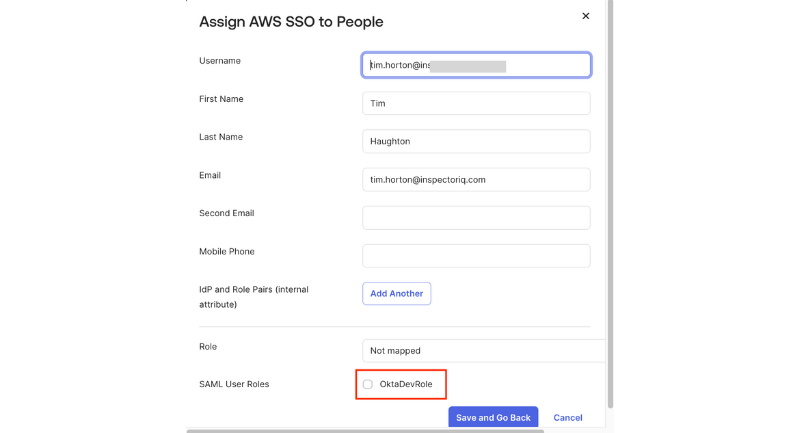 Assign AWS SSO to People
Username
tim.horton@ins
First Name
Tim
Last Name
Haughton
Email
tim.horton@inspectoriq.com
Second Email
Mobile Phone
IdP and Role Pairs (internal
attribute)
Add Another
Role
Not mapped
SAML User Roles
OktaDevRole
Save and Go Back
Cancel